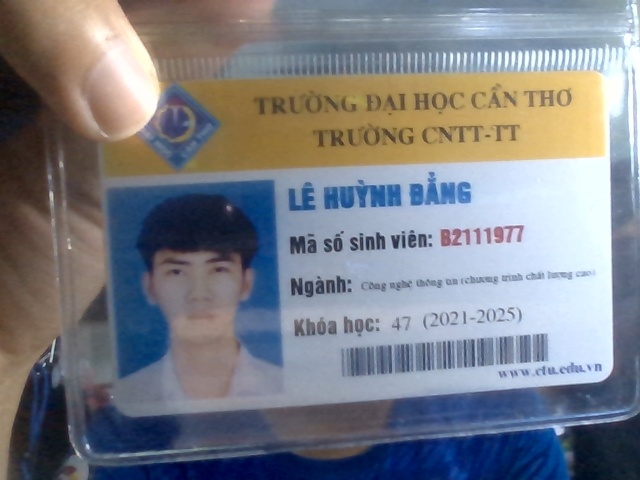 TRƯỜNG ĐẠI HỌC CẦN THƠ
TRƯỜNG CNTT-TT
LÊ HUỲNH ĐẲNG
Mã số sinh viên: B2111977
Ngành: Công nghệ thông tin (chương trình chất lượng cao)
Khóa học: 47 (2021-2025)
www.ctu.edu.vn